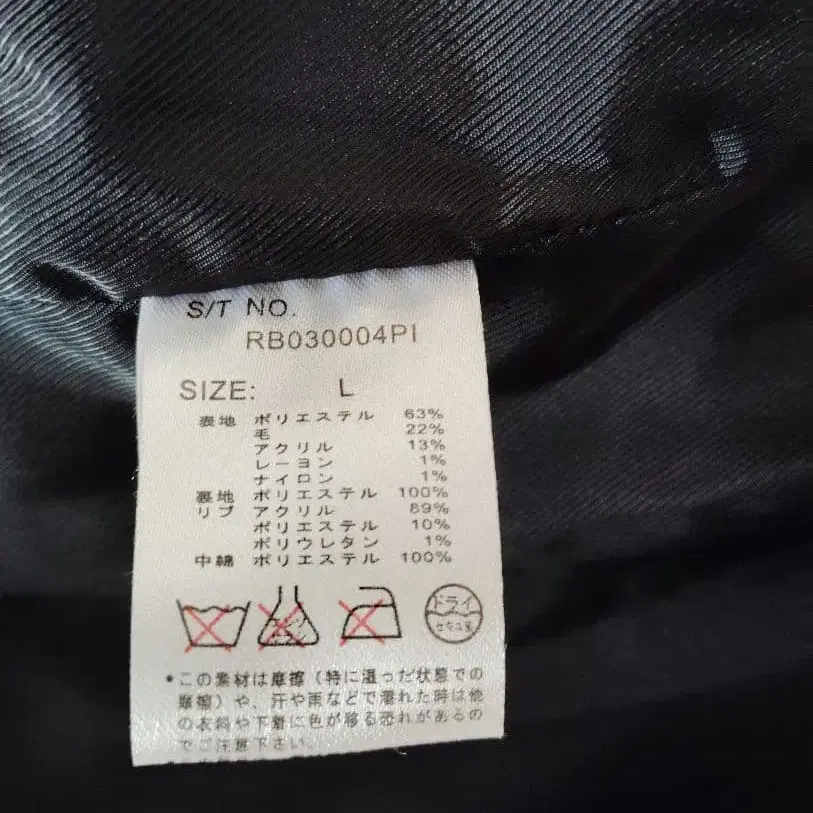 S/T NO.
RB030004PI
SIZE: L
表地 ポリエステル 63%
毛 22%
アクリル 13%
レーヨン 1%
ナイロン 1%
裏地 ポリエステル 100%
リブ アクリル 89%
ポリエステル 10%
ポリウレタン 1%
中綿 ポリエステル 100%
ドライ
セキユ系
•この素材は摩擦（特に湿った状態での
摩擦）や、汗や雨などで濡れた時は他
の衣料や下着に色が移る恐れがあるの
でご注意下さい。